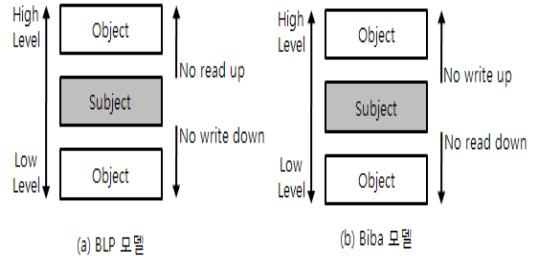 High
Level
Object
No read up
Subject
No write down
Low
Level
Object
(a) BLP 모델
High
Level
Object
No write up
Subject
No read down
Low
Level
Object
(b) Biba 모델